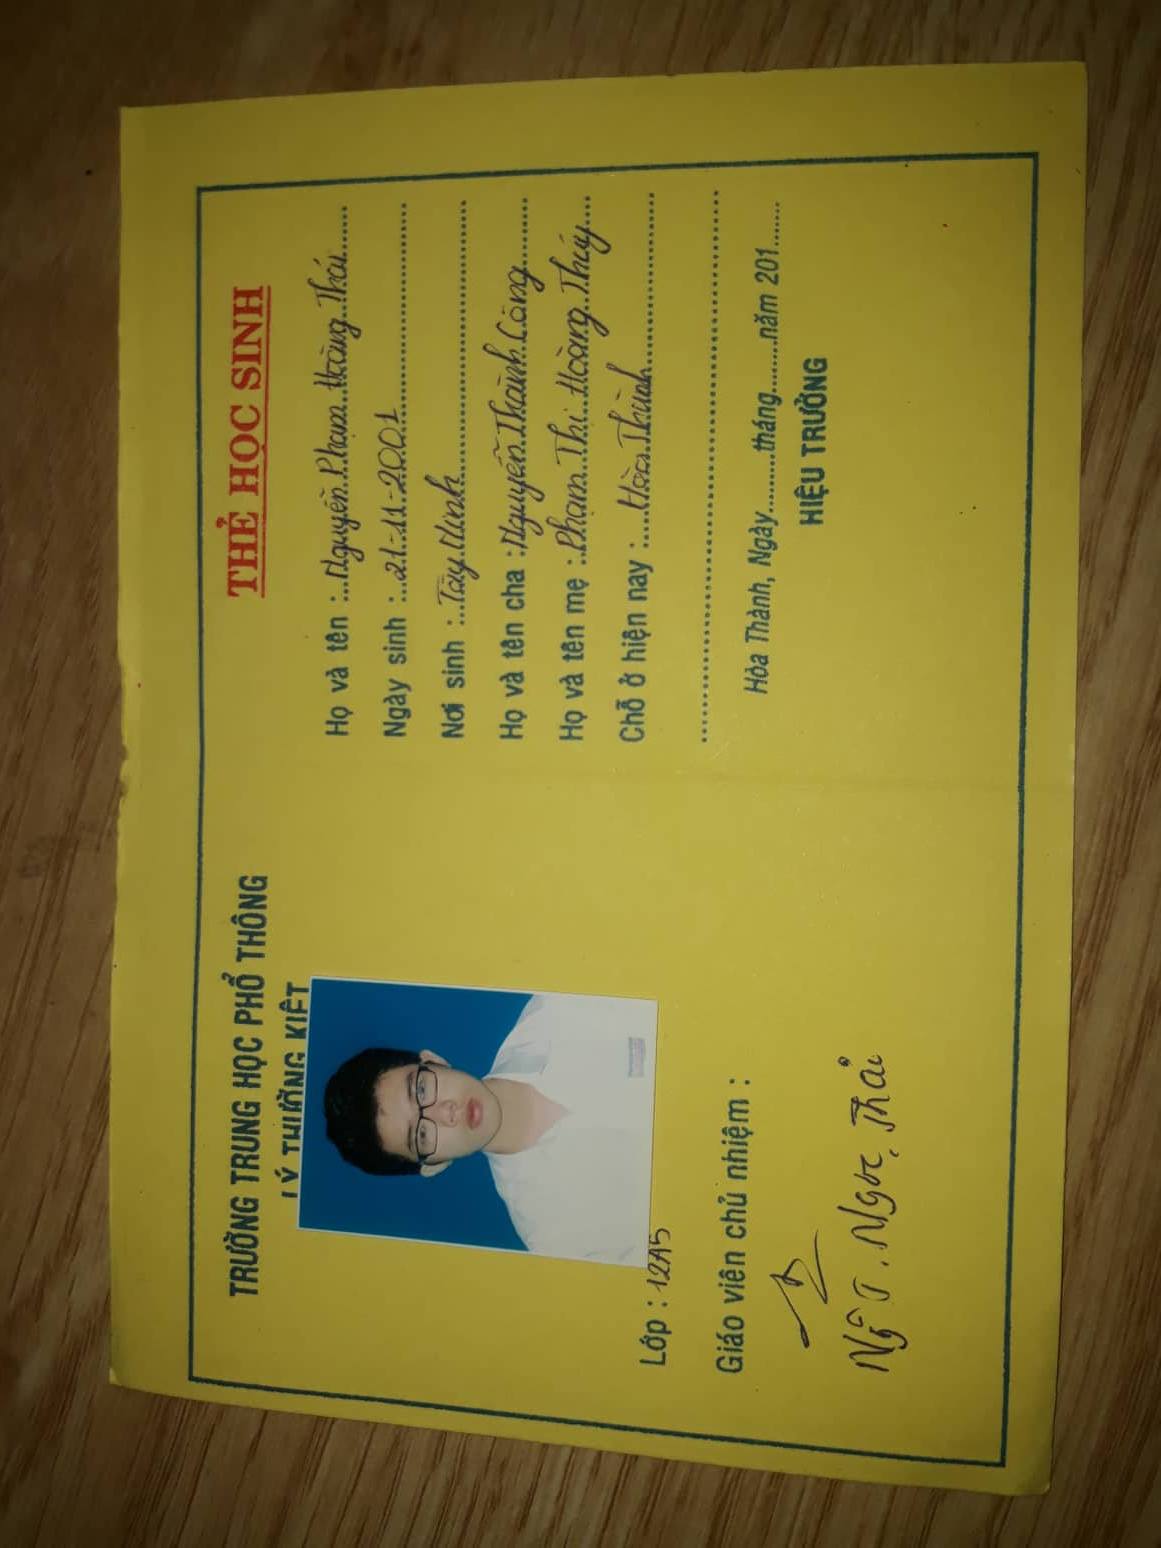 TRƯỜNG TRUNG HỌC PHỔ THÔNG
LÝ THƯỜNG KIỆT
Lớp : 12A5
Giáo viên chủ nhiệm :
Ngọc Thái
THẺ HỌC SINH
Họ và tên : Nguyễn Phạm Hoàng Thái
Ngày sinh : 21-11-2001
Nơi sinh : Tây Ninh
Họ và tên cha : Nguyễn Thành Công
Họ và tên mẹ : Phạm Thị Hoàng Thúy
Chỗ ở hiện nay : Hòa Thành
Hòa Thành, Ngày.........tháng.........năm 201.......
HIỆU TRƯỞNG